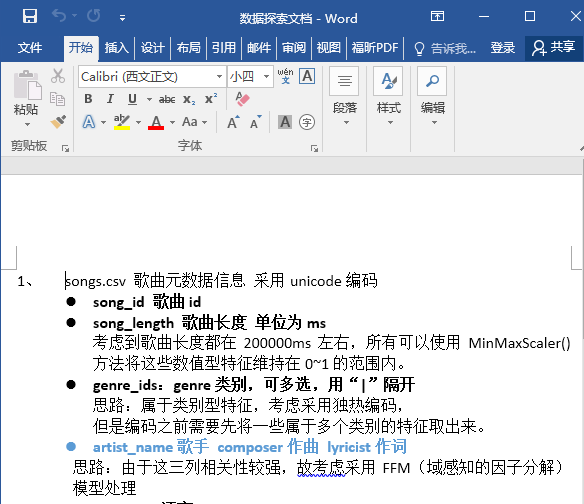 数据探索文档 - Word
文件 开始 插入 设计 布局 引用 邮件 审阅 视图 福昕PDF 告诉我... 登录 共享
Calibri (西文正文) 小四 wén 文 A
粘贴 B I U abc x₂ x² 段落 样式 编辑
A ab A Aa A A A 字
剪贴板 字体
1、 songs.csv 歌曲元数据信息 采用 unicode 编码
● song_id 歌曲 id
● song_length 歌曲长度 单位为 ms
考虑到歌曲长度都在 200000ms 左右，所有可以使用 MinMaxScaler()
方法将这些数值型特征维持在 0~1 的范围内。
● genre_ids：genre 类别，可多选，用“|”隔开
思路：属于类别型特征，考虑采用独热编码，
但是编码之前需要先将一些属于多个类别的特征取出来。
● artist_name 歌手 composer 作曲 lyricist 作词
思路：由于这三列相关性较强，故考虑采用 FFM（域感知的因子分解）
模型处理